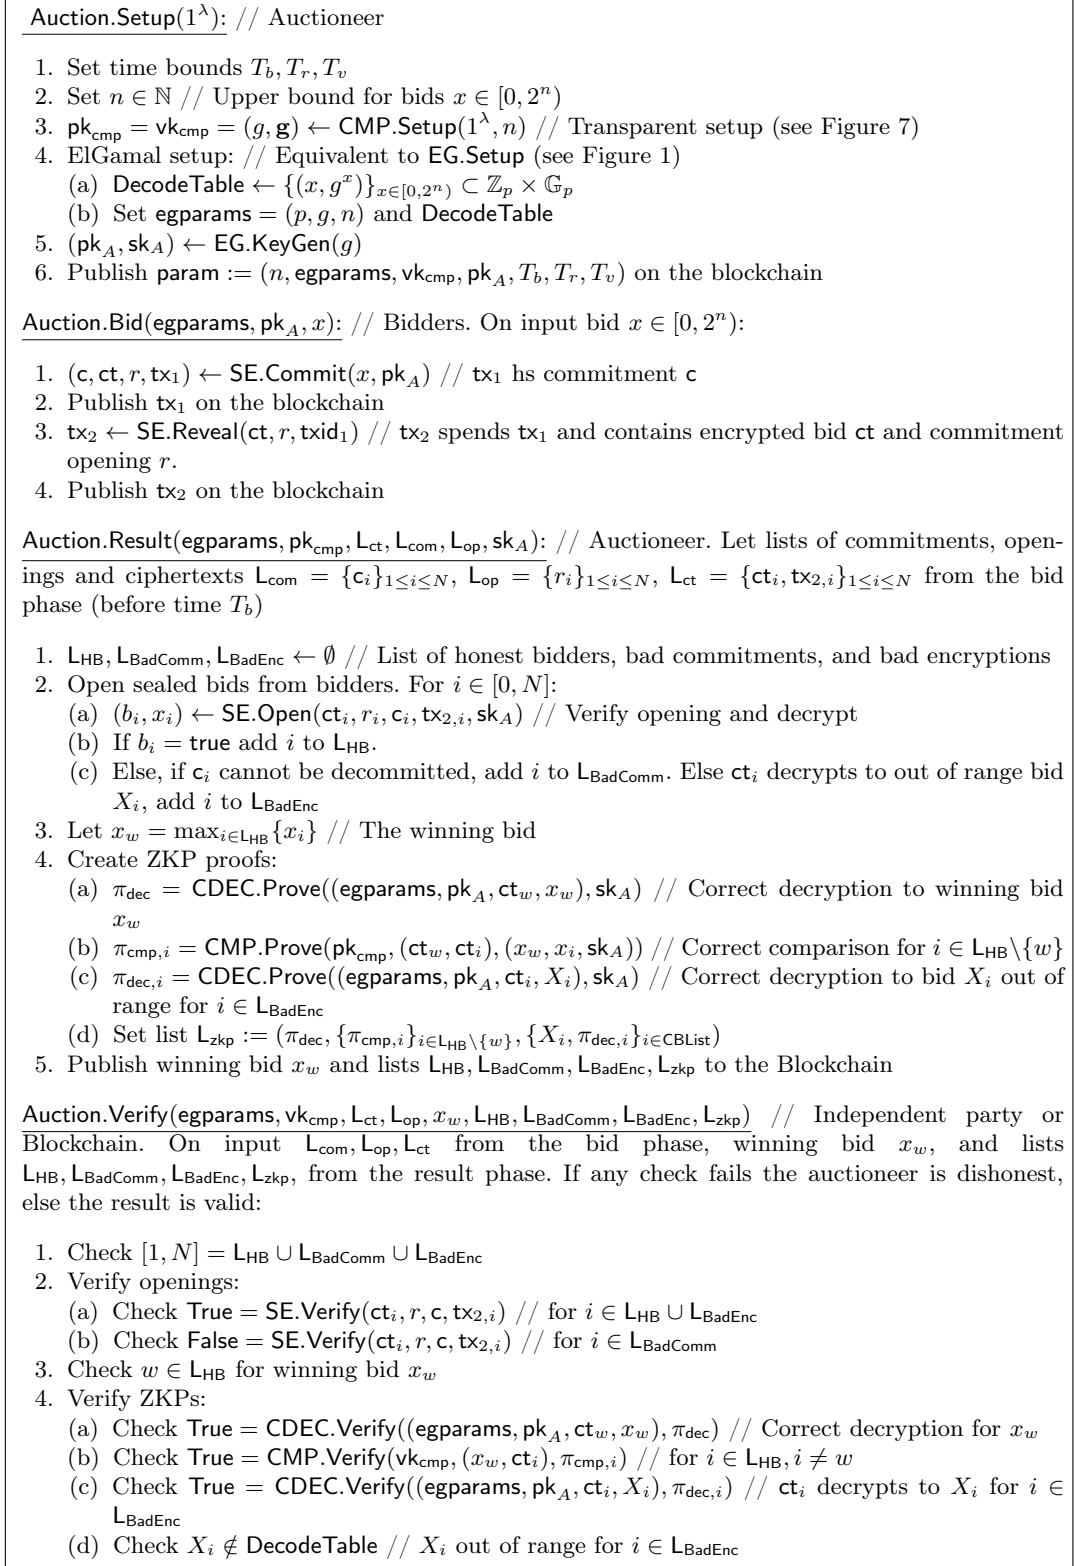 Auction.Setup(1^λ): // Auctioneer
1. Set time bounds T_b, T_r, T_v
2. Set n ∈ ℕ // Upper bound for bids x ∈ [0, 2^n)
3. pk_cmp = vk_cmp = (g, 𝐠) ← CMP.Setup(1^λ, n) // Transparent setup (see Figure 7)
4. ElGamal setup: // Equivalent to EG.Setup (see Figure 1)
(a) DecodeTable ← {(x, g^x)}_{x∈[0,2^n)} ⊂ ℤ_p × 𝔾_p
(b) Set egparams = (p, g, n) and DecodeTable
5. (pk_A, sk_A) ← EG.KeyGen(g)
6. Publish param := (n, egparams, vk_cmp, pk_A, T_b, T_r, T_v) on the blockchain
Auction.Bid(egparams, pk_A, x): // Bidders. On input bid x ∈ [0, 2^n):
1. (c, ct, r, tx_1) ← SE.Commit(x, pk_A) // tx_1 hs commitment c
2. Publish tx_1 on the blockchain
3. tx_2 ← SE.Reveal(ct, r, txid_1) // tx_2 spends tx_1 and contains encrypted bid ct and commitment
opening r.
4. Publish tx_2 on the blockchain
Auction.Result(egparams, pk_cmp, L_ct, L_com, L_op, sk_A): // Auctioneer. Let lists of commitments, open-
ings and ciphertexts L_com = {c_i}_{1≤i≤N}, L_op = {r_i}_{1≤i≤N}, L_ct = {ct_i, tx_{2,i}}_{1≤i≤N} from the bid
phase (before time T_b)
1. L_HB, L_BadComm, L_BadEnc ← ∅ // List of honest bidders, bad commitments, and bad encryptions
2. Open sealed bids from bidders. For i ∈ [0, N]:
(a) (b_i, x_i) ← SE.Open(ct_i, r_i, c_i, tx_{2,i}, sk_A) // Verify opening and decrypt
(b) If b_i = true add i to L_HB.
(c) Else, if c_i cannot be decommitted, add i to L_BadComm. Else ct_i decrypts to out of range bid
X_i, add i to L_BadEnc
3. Let x_w = max_{i∈L_HB}{x_i} // The winning bid
4. Create ZKP proofs:
(a) π_dec = CDEC.Prove((egparams, pk_A, ct_w, x_w), sk_A) // Correct decryption to winning bid
x_w
(b) π_{cmp,i} = CMP.Prove(pk_cmp, (ct_w, ct_i), (x_w, x_i, sk_A)) // Correct comparison for i ∈ L_HB\{w}
(c) π_{dec,i} = CDEC.Prove((egparams, pk_A, ct_i, X_i), sk_A) // Correct decryption to bid X_i out of
range for i ∈ L_BadEnc
(d) Set list L_zkp := (π_dec, {π_{cmp,i}}_{i∈L_HB\{w}}, {X_i, π_{dec,i}}_{i∈CBList})
5. Publish winning bid x_w and lists L_HB, L_BadComm, L_BadEnc, L_zkp to the Blockchain
Auction.Verify(egparams, vk_cmp, L_ct, L_op, x_w, L_HB, L_BadComm, L_BadEnc, L_zkp) // Independent party or
Blockchain. On input L_com, L_op, L_ct from the bid phase, winning bid x_w, and lists
L_HB, L_BadComm, L_BadEnc, L_zkp, from the result phase. If any check fails the auctioneer is dishonest,
else the result is valid:
1. Check [1, N] = L_HB ∪ L_BadComm ∪ L_BadEnc
2. Verify openings:
(a) Check True = SE.Verify(ct_i, r, c, tx_{2,i}) // for i ∈ L_HB ∪ L_BadEnc
(b) Check False = SE.Verify(ct_i, r, c, tx_{2,i}) // for i ∈ L_BadComm
3. Check w ∈ L_HB for winning bid x_w
4. Verify ZKPs:
(a) Check True = CDEC.Verify((egparams, pk_A, ct_w, x_w), π_dec) // Correct decryption for x_w
(b) Check True = CMP.Verify(vk_cmp, (x_w, ct_i), π_{cmp,i}) // for i ∈ L_HB, i ≠ w
(c) Check True = CDEC.Verify((egparams, pk_A, ct_i, X_i), π_{dec,i}) // ct_i decrypts to X_i for i ∈
L_BadEnc
(d) Check X_i ∉ DecodeTable // X_i out of range for i ∈ L_BadEnc